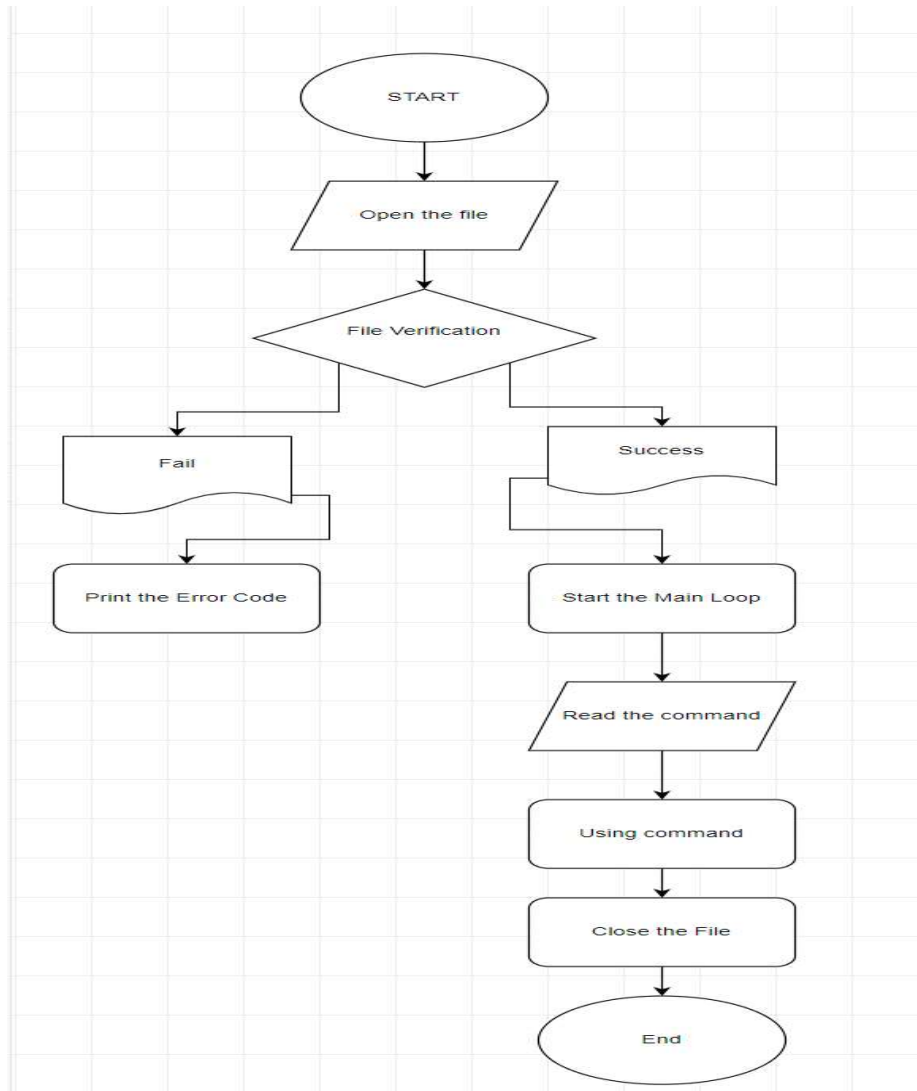 START
Open the file
File Verification
Fail
Success
Print the Error Code
Start the Main Loop
Read the command
Using command
Close the File
End